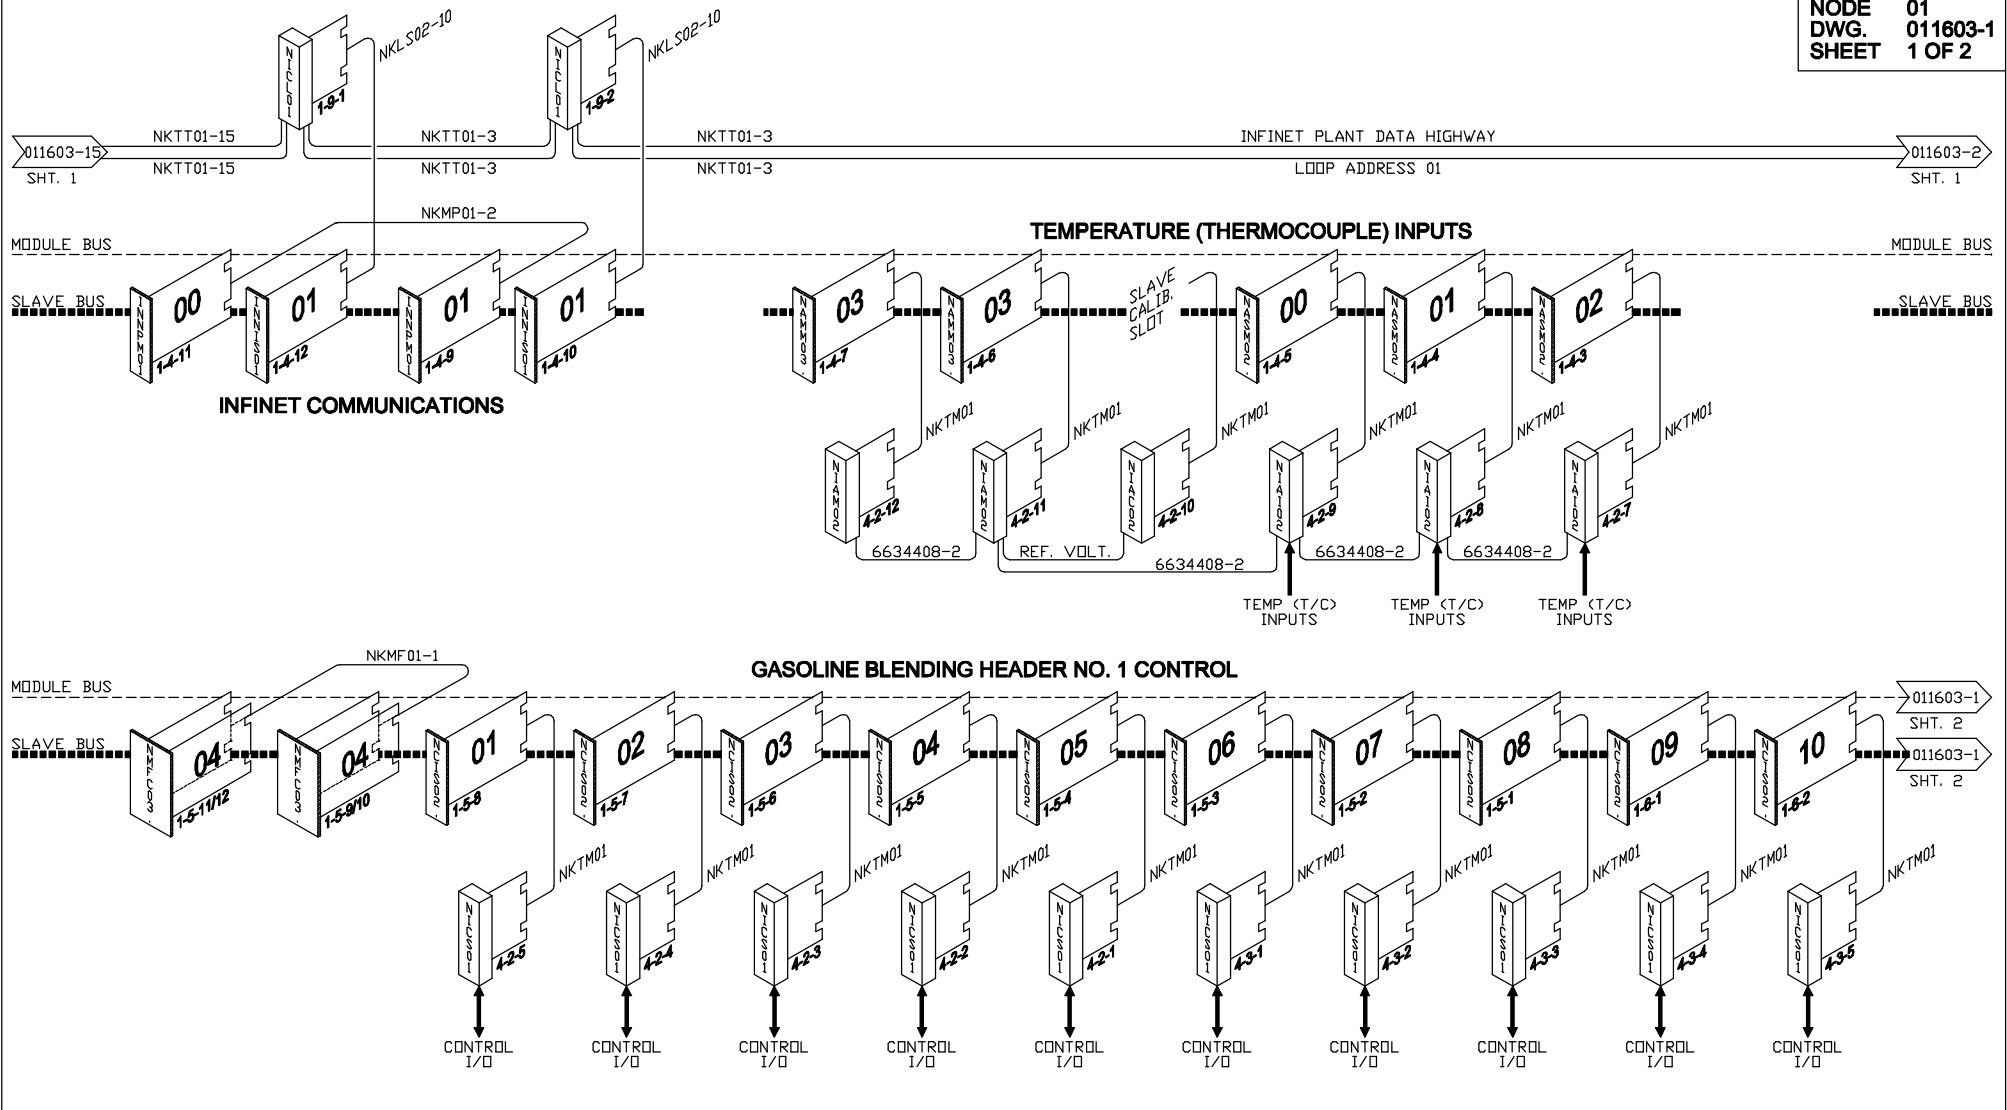 NODE 01
DWG. 011603-1
SHEET 1 OF 2
NICL01
1-9-1
NKLS02-10
NICL01
1-9-2
NKLS02-10
011603-15
SHT. 1
NKTT01-15
NKTT01-15
NKTT01-3
NKTT01-3
NKTT01-3
NKTT01-3
INFINET PLANT DATA HIGHWAY
LOOP ADDRESS 01
011603-2
SHT. 1
NKMP01-2
TEMPERATURE (THERMOCOUPLE) INPUTS
MODULE BUS
MODULE BUS
SLAVE BUS
SLAVE BUS
INNPM01
00
1-4-11
INNIS01
01
1-4-12
INNPM01
01
1-4-9
INNIS01
01
1-4-10
INFINET COMMUNICATIONS
NAMM03
03
1-4-7
NAMM03
03
1-4-6
SLAVE
CALIB.
SLOT
NASM02
00
1-4-5
NASM02
01
1-4-4
NASM02
02
1-4-3
NKTM01
NKTM01
NKTM01
NKTM01
NKTM01
NKTM01
NIAM02
4-2-12
NIAM02
4-2-11
NIAC02
4-2-10
NIAI02
4-2-9
NIAI02
4-2-8
NIAI02
4-2-7
6634408-2
REF. VOLT.
6634408-2
6634408-2
6634408-2
TEMP (T/C)
INPUTS
TEMP (T/C)
INPUTS
TEMP (T/C)
INPUTS
NKMF01-1
GASOLINE BLENDING HEADER NO. 1 CONTROL
MODULE BUS
SLAVE BUS
011603-1
SHT. 2
011603-1
SHT. 2
NMFC03
04
1-5-11/12
NMFC03
04
1-5-9/10
NCIS02
01
1-5-8
NCIS02
02
1-5-7
NCIS02
03
1-5-6
NCIS02
04
1-5-5
NCIS02
05
1-5-4
NCIS02
06
1-5-3
NCIS02
07
1-5-2
NCIS02
08
1-5-1
NCIS02
09
1-6-1
NCIS02
10
1-6-2
NKTM01
NKTM01
NKTM01
NKTM01
NKTM01
NKTM01
NKTM01
NKTM01
NKTM01
NKTM01
NICS01
4-2-5
NICS01
4-2-4
NICS01
4-2-3
NICS01
4-2-2
NICS01
4-2-1
NICS01
4-3-1
NICS01
4-3-2
NICS01
4-3-3
NICS01
4-3-4
NICS01
4-3-5
CONTROL
I/O
CONTROL
I/O
CONTROL
I/O
CONTROL
I/O
CONTROL
I/O
CONTROL
I/O
CONTROL
I/O
CONTROL
I/O
CONTROL
I/O
CONTROL
I/O